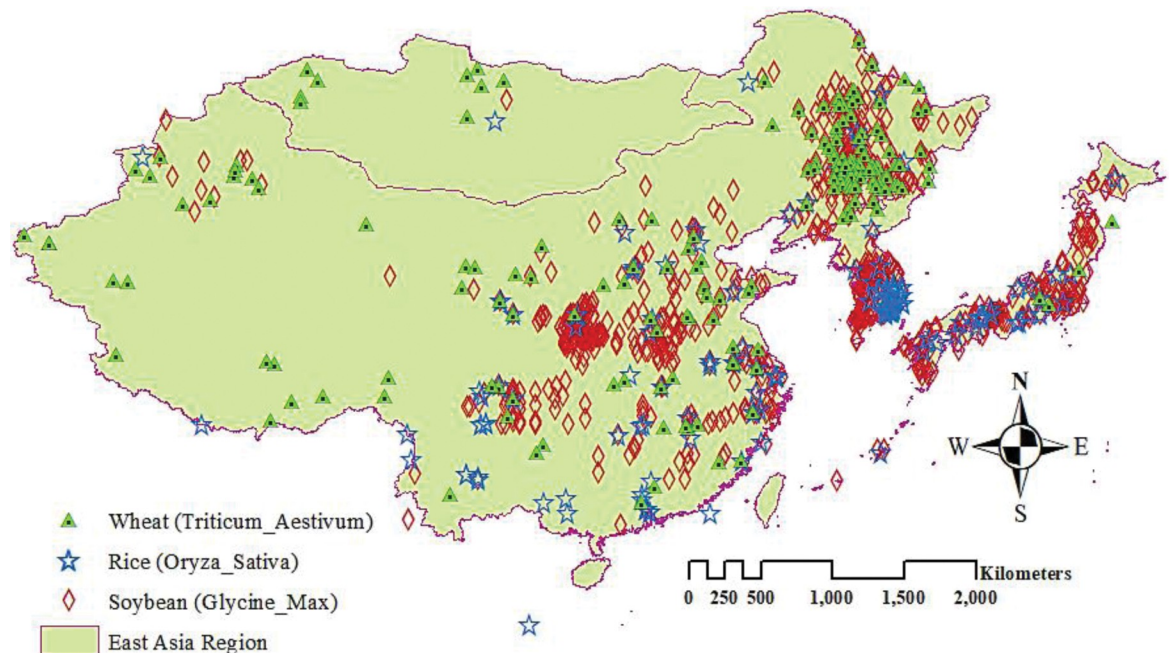 N
W E
S
Wheat (Triticum_Aestivum)
Rice (Oryza_Sativa)
Soybean (Glycine_Max)
East Asia Region
Kilometers
0 250 500 1,000 1,500 2,000